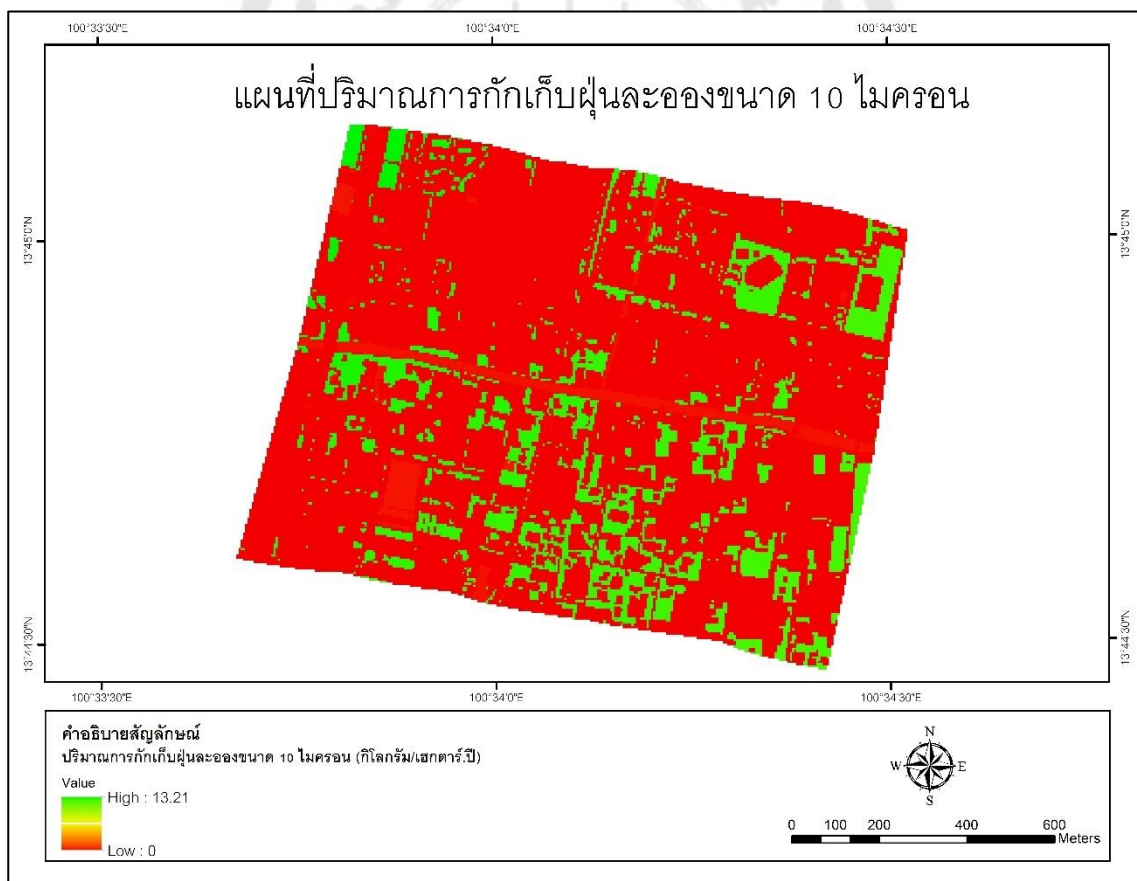 100°33'30"E 100°34'0"E 100°34'30"E
แผนที่ปริมาณการกักเก็บฝุ่นละอองขนาด 10 ไมครอน
13°45'0"N 13°45'0"N
13°44'30"N 13°44'30"N
100°33'30"E 100°34'0"E 100°34'30"E
คำอธิบายสัญลักษณ์
ปริมาณการกักเก็บฝุ่นละอองขนาด 10 ไมครอน (กิโลกรัม/เฮกตาร์.ปี)
Value
High : 13.21
Low : 0
N
W E
S
0 100 200 400 600
Meters